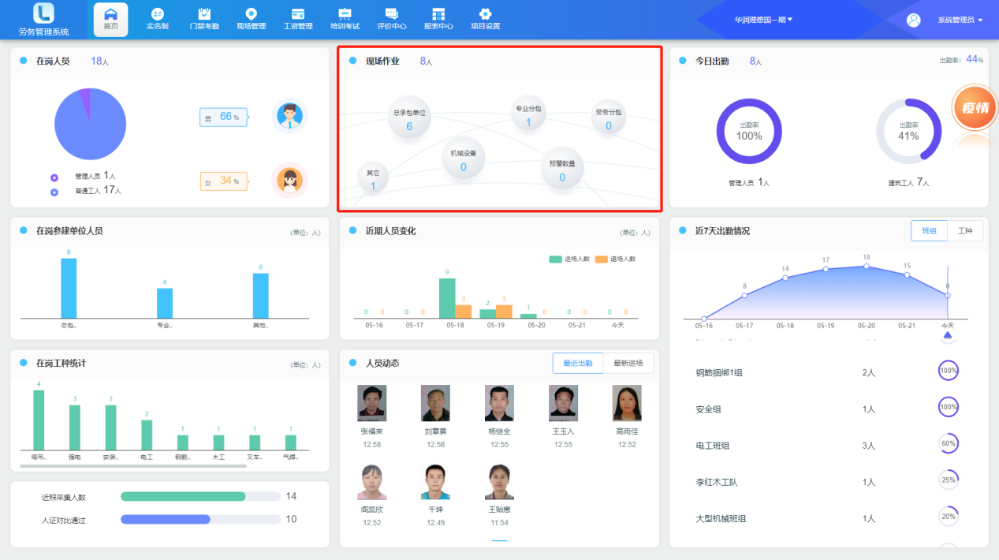 劳务管理系统
首页
实名制
门禁考勤
现场管理
工资管理
培训考试
评价中心
报表中心
项目设置
华润理想国一期
系统管理员
在岗人员 18人
男 66 %
女 34 %
管理人员 1人
普通工人 17人
现场作业 8人
总承包单位
6
专业分包
1
劳务分包
0
机械设备
0
其它
1
预警数量
0
今日出勤 8人
出勤率: 44%
出勤率
100%
管理人员 1人
出勤率
41%
建筑工人 7人
疫情
在岗参建单位人员
(单位: 人)
8
4
6
总包..
专业..
其他..
近期人员变化
(单位: 人)
进场人数 退场人数
0 0 0 0 9 3 2 3 1 0 0 0 0 0
05-16 05-17 05-18 05-19 05-20 05-21 今天
近7天出勤情况
班组 工种
8 14 17 18 15 8
05-16 05-17 05-18 05-19 05-20 05-21 今天
钢筋捆绑1组 2人 100%
安全组 1人 100%
电工班组 3人 60%
李红木工队 1人 25%
大型机械班组 1人 20%
在岗工种统计
(单位: 人)
4 3 3 2 1 1 1 1
塔吊.. 强电 安装.. 电工 钢筋.. 木工 叉车.. 气焊..
近照采集人数 14
人证对比通过 10
人员动态
最近出勤 最新进场
张福来 刘章景 杨继全 王玉入 高雨佳
12:58 12:58 12:55 12:55 12:52
阎蕊欣 千坤 王贻惠
12:52 12:49 11:54